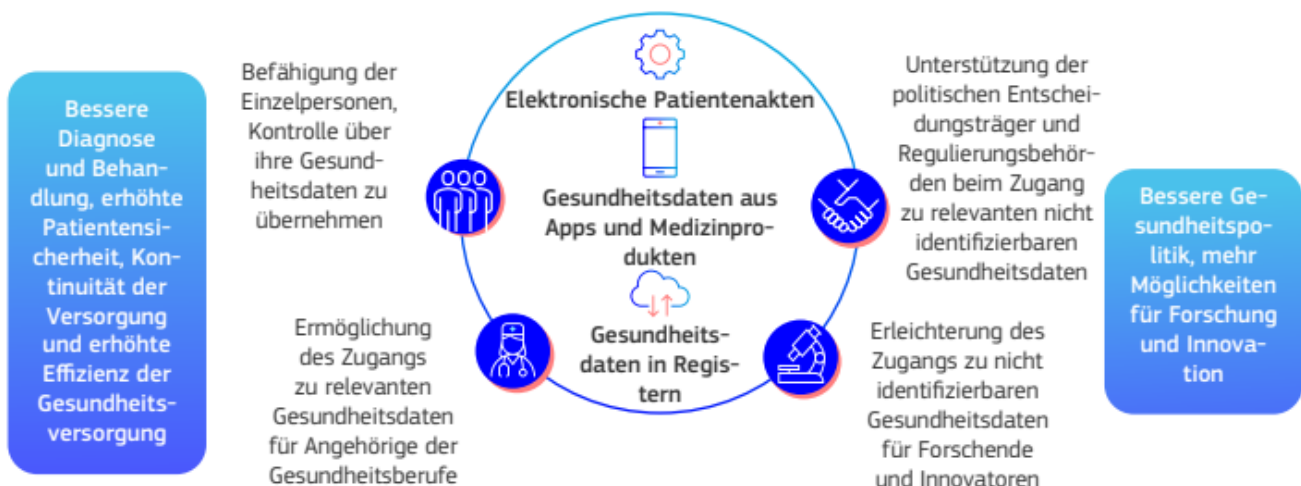 Bessere
Diagnose
und Behan-
dlung, erhöhte
Patientensi-
cherheit, Kon-
tinuität der
Versorgung
und erhöhte
Effizienz der
Gesundheits-
versorgung
Befähigung der
Einzelpersonen,
Kontrolle über
ihre Gesund-
heitsdaten zu
übernehmen
Ermöglichung
des Zugangs
zu relevanten
Gesundheitsdaten
für Angehörige der
Gesundheitsberufe
Elektronische Patientenakten
Gesundheitsdaten aus
Apps und Medizinpro-
dukten
Gesundheits-
daten in Regis-
tern
Unterstützung der
politischen Entschei-
dungsträger und
Regulierungsbehör-
den beim Zugang
zu relevanten nicht
identifizierbaren
Gesundheitsdaten
Erleichterung des
Zugangs zu nicht
identifizierbaren
Gesundheitsdaten
für Forschende
und Innovatoren
Bessere Ge-
sundheitspo-
litik, mehr
Möglichkeiten
für Forschung
und Innova-
tion